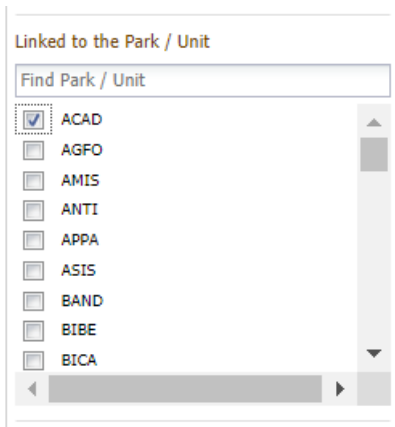 Linked to the Park / Unit
Find Park / Unit
ACAD
AGFO
AMIS
ANTI
APPA
ASIS
BAND
BIBE
BICA